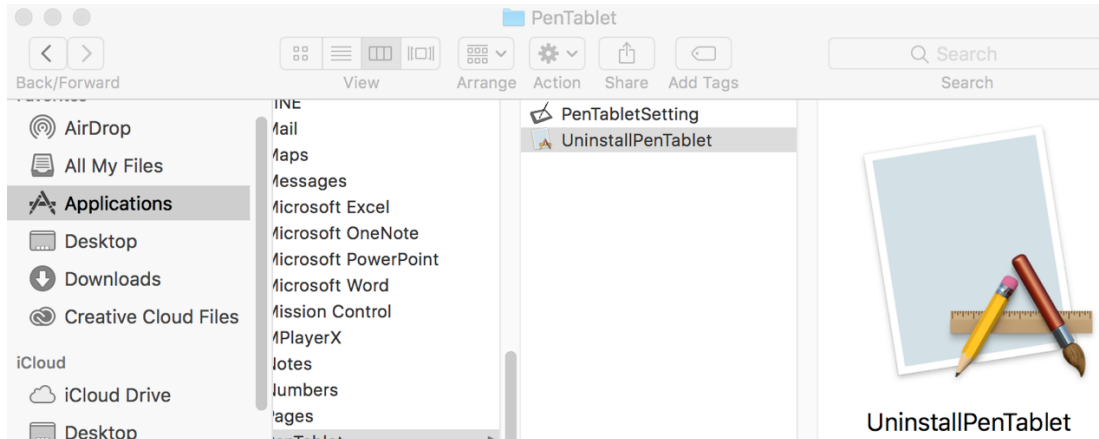 PenTablet
Back/Forward
View
Arrange
Action
Share
Add Tags
Search
Search
AirDrop
All My Files
Applications
Desktop
Downloads
Creative Cloud Files
iCloud
iCloud Drive
Desktop
Mail
Maps
Messages
Microsoft Excel
Microsoft OneNote
Microsoft PowerPoint
Microsoft Word
Mission Control
MPlayerX
Notes
Numbers
Pages
PenTablet
PenTabletSetting
UninstallPenTablet
UninstallPenTablet